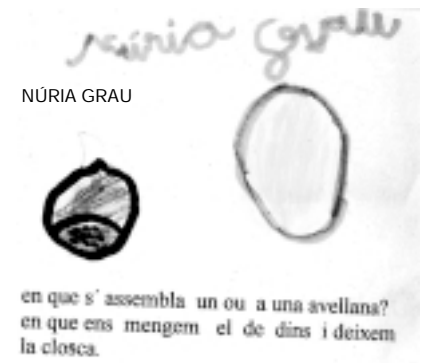 Núria Grau
NÚRIA GRAU
en que s' assembla un ou a una avellana?
en que ens mengem el de dins i deixem
la closca.